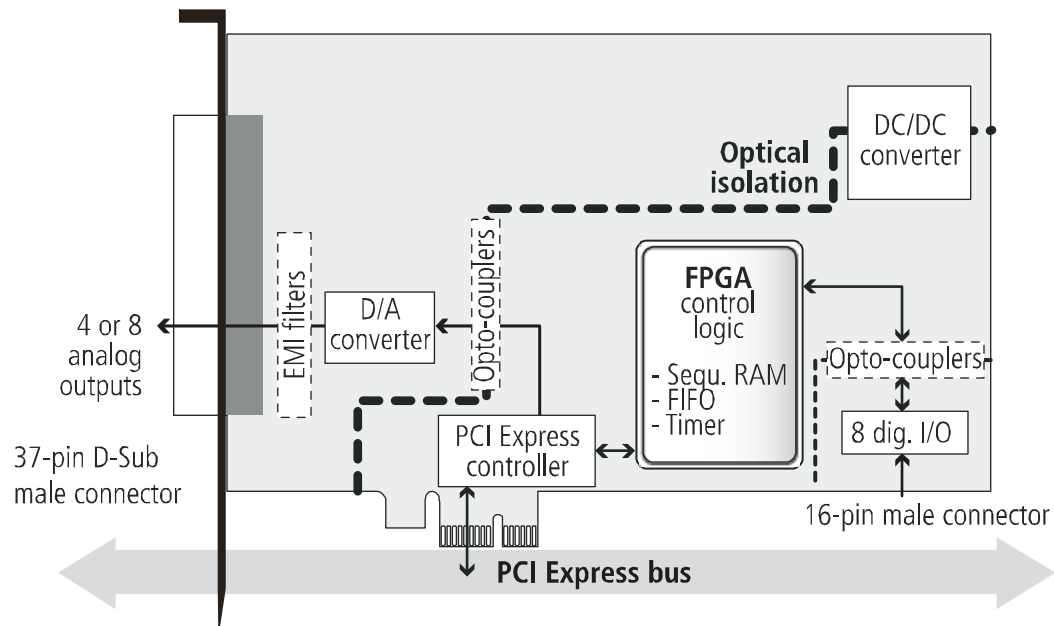 DC/DC
converter
Optical
isolation
Opto-couplers
FPGA
control
logic
- Sequ. RAM
- FIFO
- Timer
EMI filters
D/A
converter
4 or 8
analog
outputs
Opto-couplers
8 dig. I/O
PCI Express
controller
37-pin D-Sub
male connector
16-pin male connector
PCI Express bus